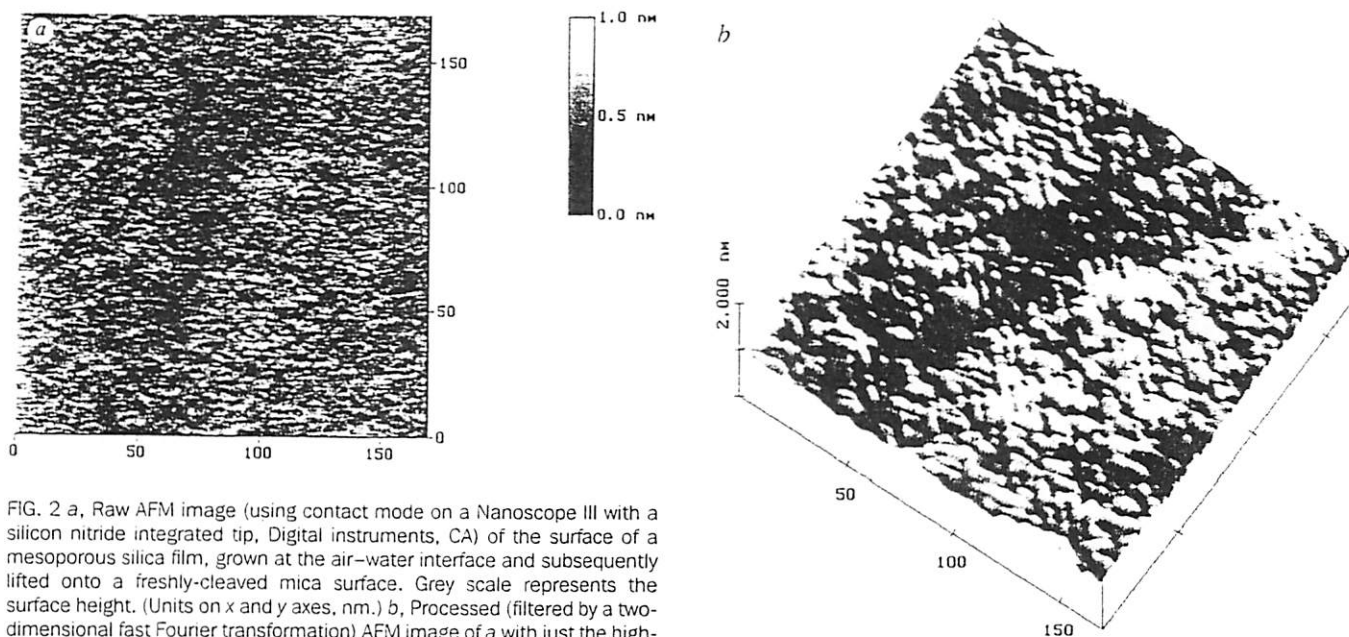 a
1.0 nm
0.5 nm
0.0 nm
150
100
50
0
0 50 100 150
b
2.000 nm
50
100
150
FIG. 2 a, Raw AFM image (using contact mode on a Nanoscope III with a
silicon nitride integrated tip, Digital instruments, CA) of the surface of a
mesoporous silica film, grown at the air–water interface and subsequently
lifted onto a freshly-cleaved mica surface. Grey scale represents the
surface height. (Units on x and y axes, nm.) b, Processed (filtered by a two-
dimensional fast Fourier transformation) AFM image of a with just the high-